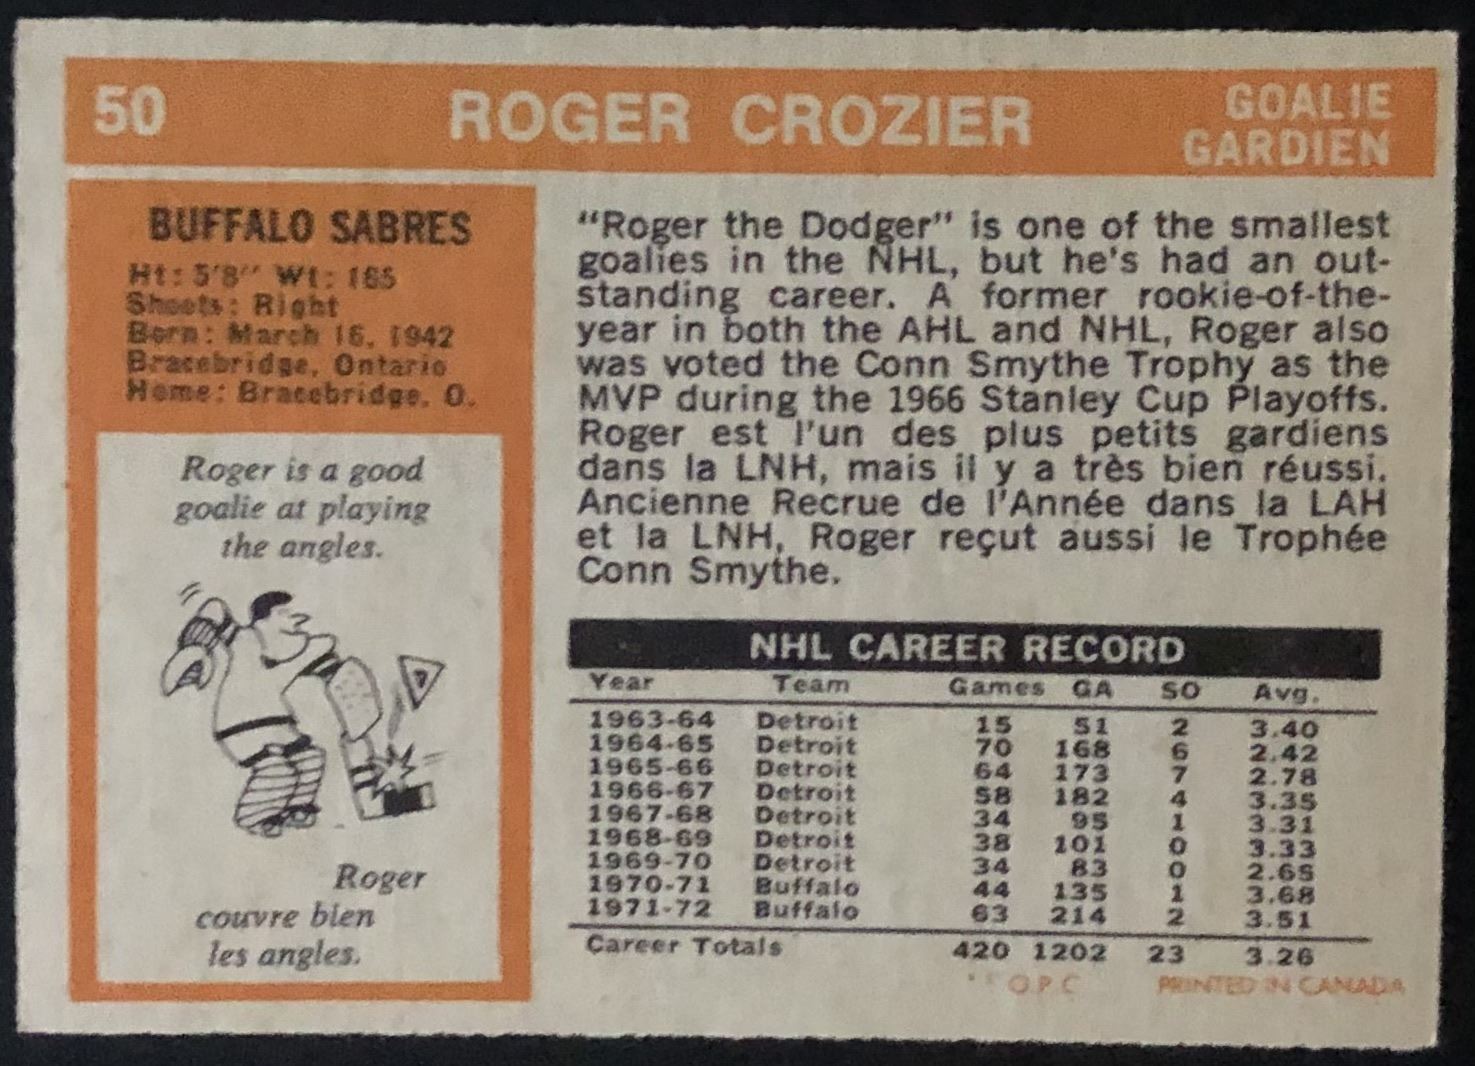 50
ROGER CROZIER
GOALIE
GARDIEN
BUFFALO SABRES
Ht: 5'8" Wt: 165
Shoots: Right
Born: March 16, 1942
Bracebridge, Ontario
Home: Bracebridge, O.
Roger is a good
goalie at playing
the angles.
Roger
couvre bien
les angles.
"Roger the Dodger" is one of the smallest
goalies in the NHL, but he's had an out-
standing career. A former rookie-of-the-
year in both the AHL and NHL, Roger also
was voted the Conn Smythe Trophy as the
MVP during the 1966 Stanley Cup Playoffs.
Roger est l'un des plus petits gardiens
dans la LNH, mais il y a très bien réussi.
Ancienne Recrue de l'Année dans la LAH
et la LNH, Roger reçut aussi le Trophée
Conn Smythe.
NHL CAREER RECORD
Year Team Games GA SO Avg.
1963-64 Detroit 15 51 2 3.40
1964-65 Detroit 70 168 6 2.42
1965-66 Detroit 64 173 7 2.78
1966-67 Detroit 58 182 4 3.35
1967-68 Detroit 34 95 1 3.31
1968-69 Detroit 38 101 0 3.33
1969-70 Detroit 34 83 0 2.65
1970-71 Buffalo 44 135 1 3.68
1971-72 Buffalo 63 214 2 3.51
Career Totals 420 1202 23 3.26
O.P.C. PRINTED IN CANADA